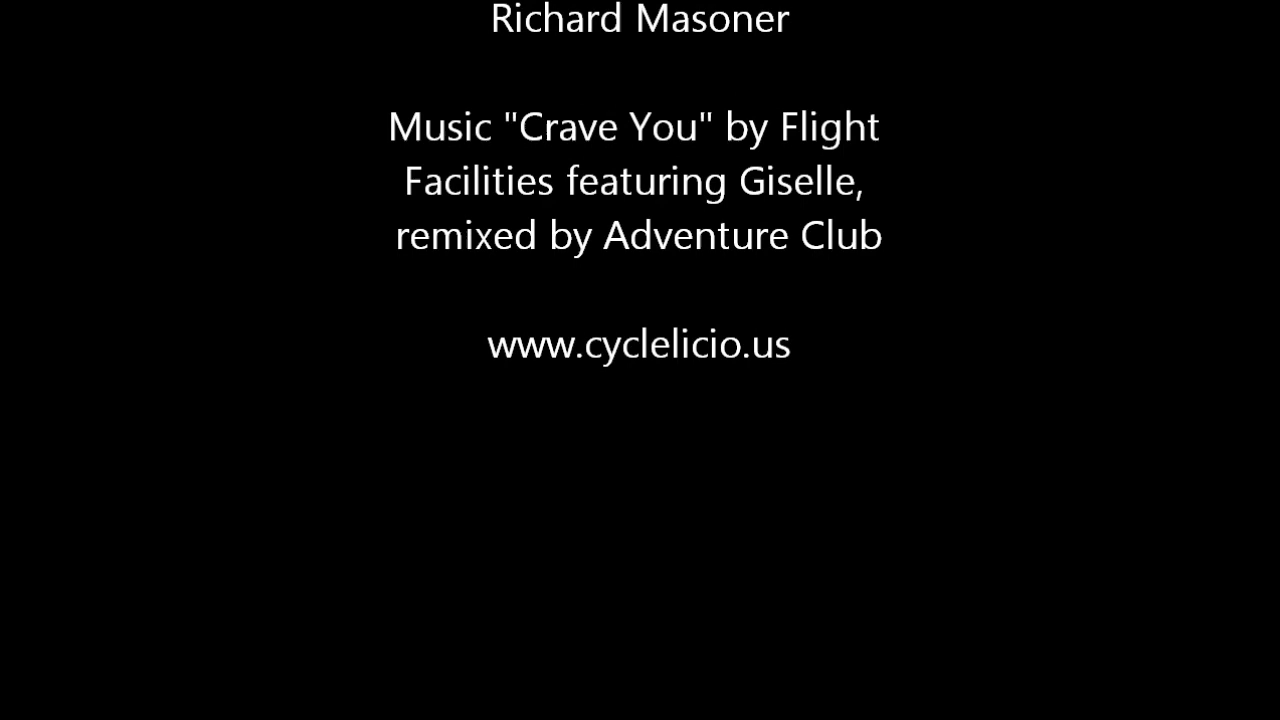 Richard Masoner
Music "Crave You" by Flight
Facilities featuring Giselle,
remixed by Adventure Club
www.cyclelicio.us